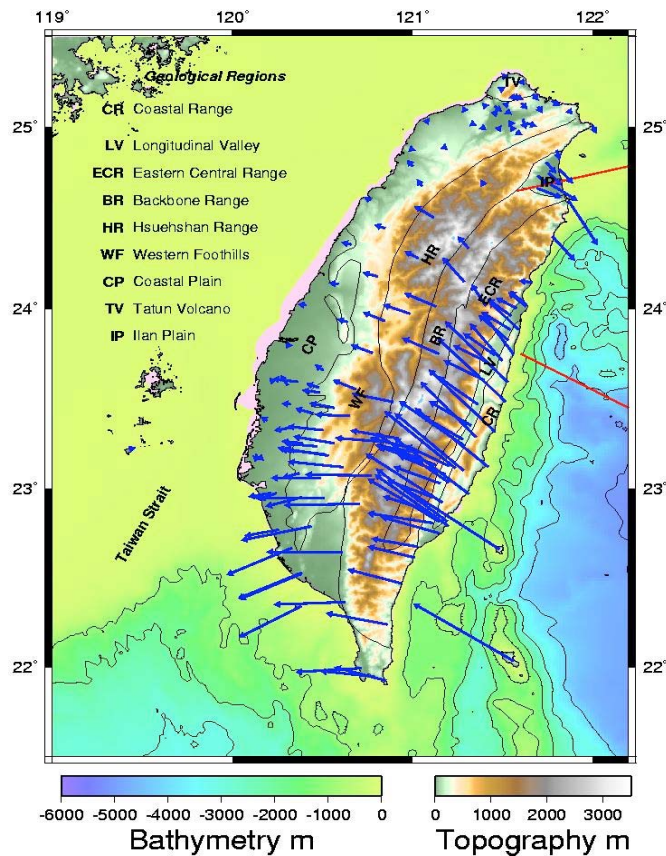 119° 120° 121° 122°
Geological Regions
CR Coastal Range
LV Longitudinal Valley
ECR Eastern Central Range
BR Backbone Range
HR Hsuehshan Range
WF Western Foothills
CP Coastal Plain
TV Tatun Volcano
IP Ilan Plain
TV
25° 25°
IP
HR
ECR
24° 24°
BR
CP
LV
WF
CR
23° 23°
Taiwan Strait
22° 22°
-6000 -5000 -4000 -3000 -2000 -1000 0
Bathymetry m
0 1000 2000 3000
Topography m